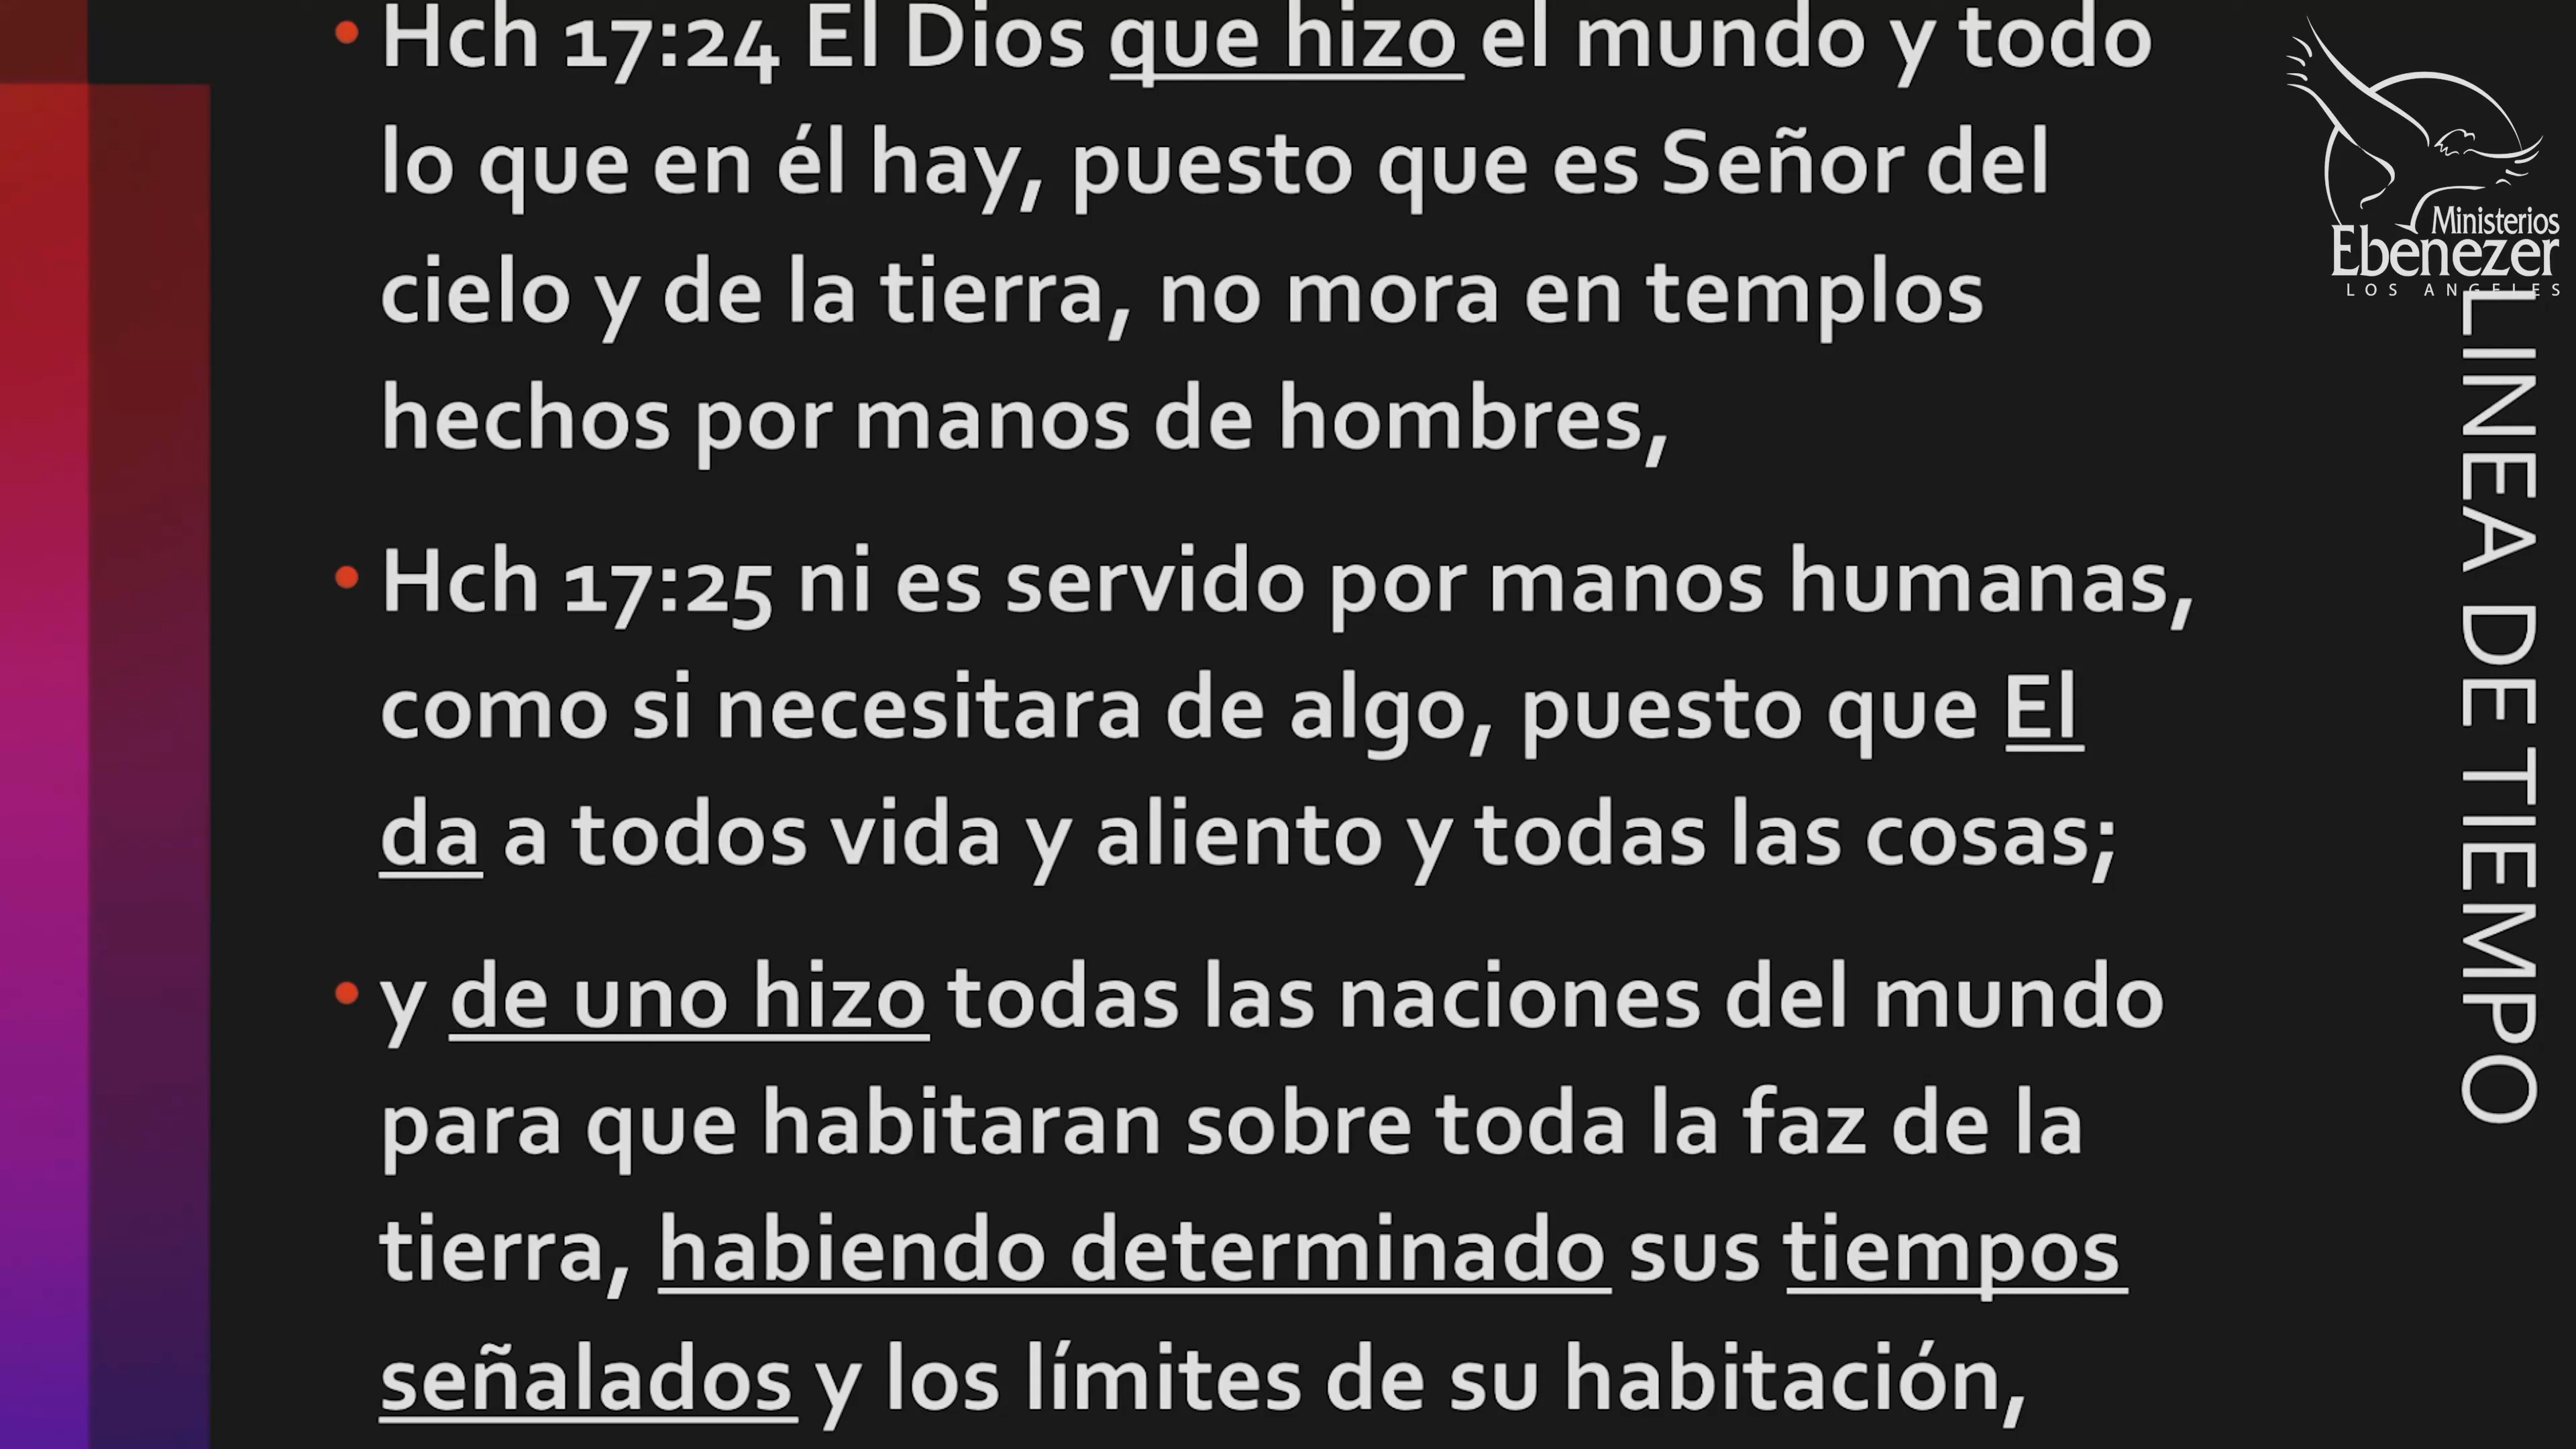 • Hch 17:24 El Dios que hizo el mundo y todo
lo que en él hay, puesto que es Señor del
cielo y de la tierra, no mora en templos
hechos por manos de hombres,
• Hch 17:25 ni es servido por manos humanas,
como si necesitara de algo, puesto que El
da a todos vida y aliento y todas las cosas;
• y de uno hizo todas las naciones del mundo
para que habitaran sobre toda la faz de la
tierra, habiendo determinado sus tiempos
señalados y los límites de su habitación,
Ministerios
Ebenezer
LOS ANGELES
LINEA DE TIEMPO